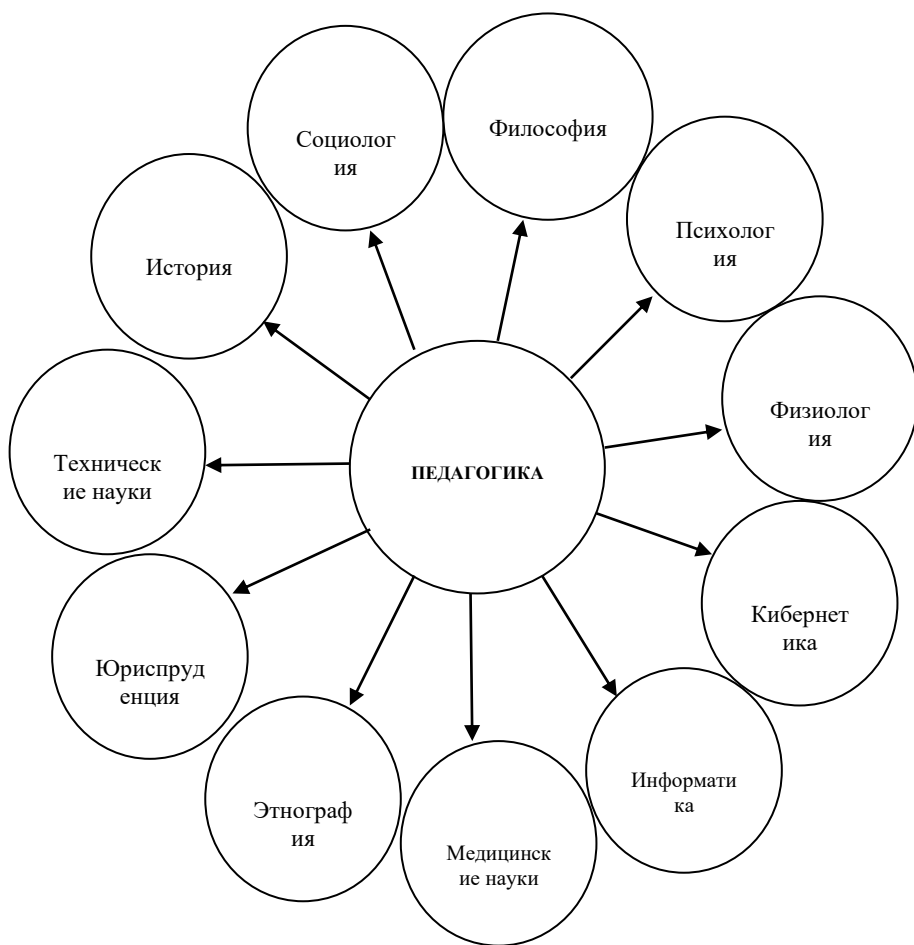 Философия
Социолог
ия
Психолог
ия
История
Физиолог
ия
Техническ
ие науки
ПЕДАГОГИКА
Кибернет
ика
Юриспруд
енция
Информати
ка
Этнограф
ия
Медицинск
ие науки